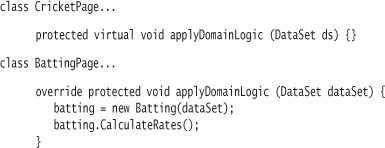 class CricketPage...
protected virtual void applyDomainLogic (DataSet ds) {}
class BattingPage...
override protected void applyDomainLogic (DataSet dataSet) {
batting = new Batting(dataSet);
batting.CalculateRates();
}